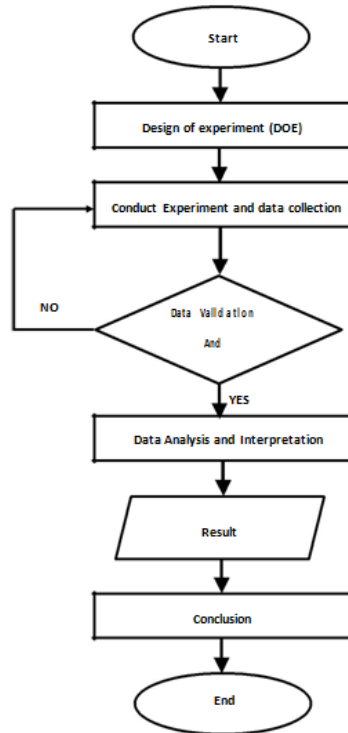 Start
Design of experiment (DOE)
Conduct Experiment and data collection
Data Validation
NO
And
YES
Data Analysis and Interpretation
Result
Conclusion
End